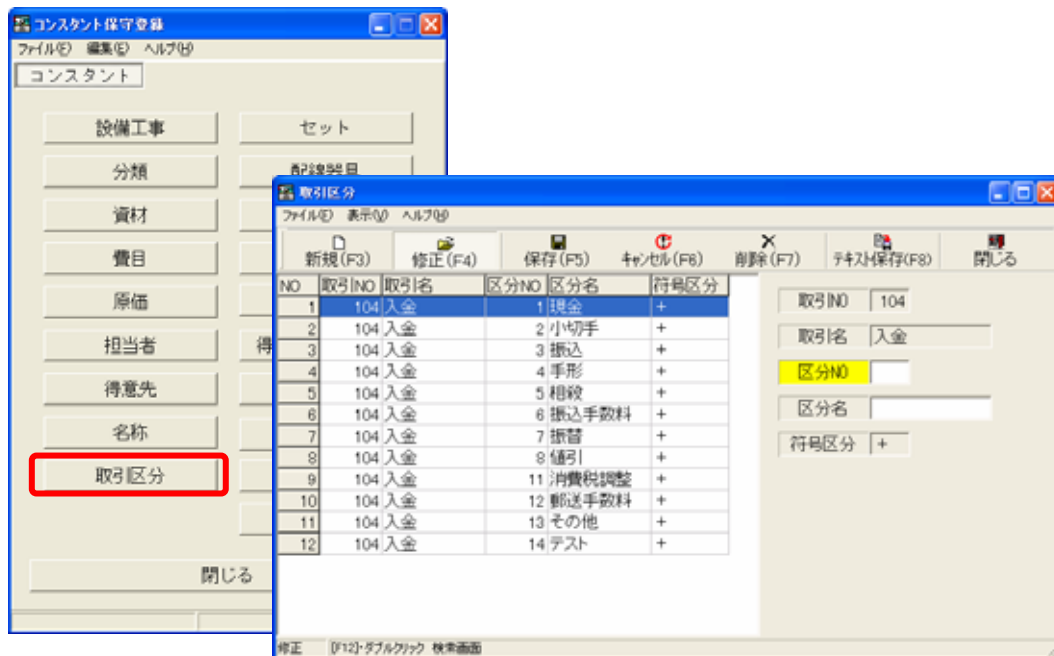 コンスタント保守登録
ファイル(F) 編集(E) ヘルプ(H)
コンスタント
設備工事 セット
分類 配線器具
資材
費目
原価
担当者 得
得意先
名称
取引区分
閉じる
取引区分
ファイル(F) 表示(V) ヘルプ(H)
新規(F3) 修正(F4) 保存(F5) キャンセル(F6) 削除(F7) テキスト保存(F8) 閉じる
NO 取引NO 取引名 区分NO 区分名 符号区分
1 104 入金 1 現金 +
2 104 入金 2 小切手 +
3 104 入金 3 振込 +
4 104 入金 4 手形 +
5 104 入金 5 相殺 +
6 104 入金 6 振込手数料 +
7 104 入金 7 振替 +
8 104 入金 8 値引 +
9 104 入金 11 消費税調整 +
10 104 入金 12 郵送手数料 +
11 104 入金 13 その他 +
12 104 入金 14 テスト +
取引NO 104
取引名 入金
区分NO
区分名
符号区分 +
修正 [F12]・ダブルクリック 検索画面